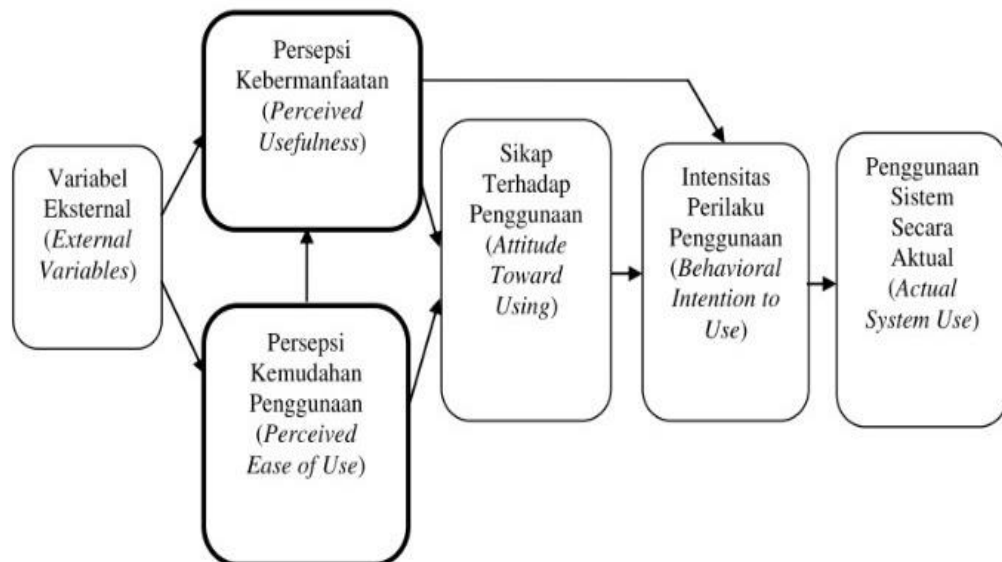 Variabel
Eksternal
(External
Variables)
Persepsi
Kebermanfaatan
(Perceived
Usefulness)
Persepsi
Kemudahan
Penggunaan
(Perceived
Ease of Use)
Sikap
Terhadap
Penggunaan
(Attitude
Toward
Using)
Intensitas
Perilaku
Penggunaan
(Behavioral
Intention to
Use)
Penggunaan
Sistem
Secara
Aktual
(Actual
System Use)